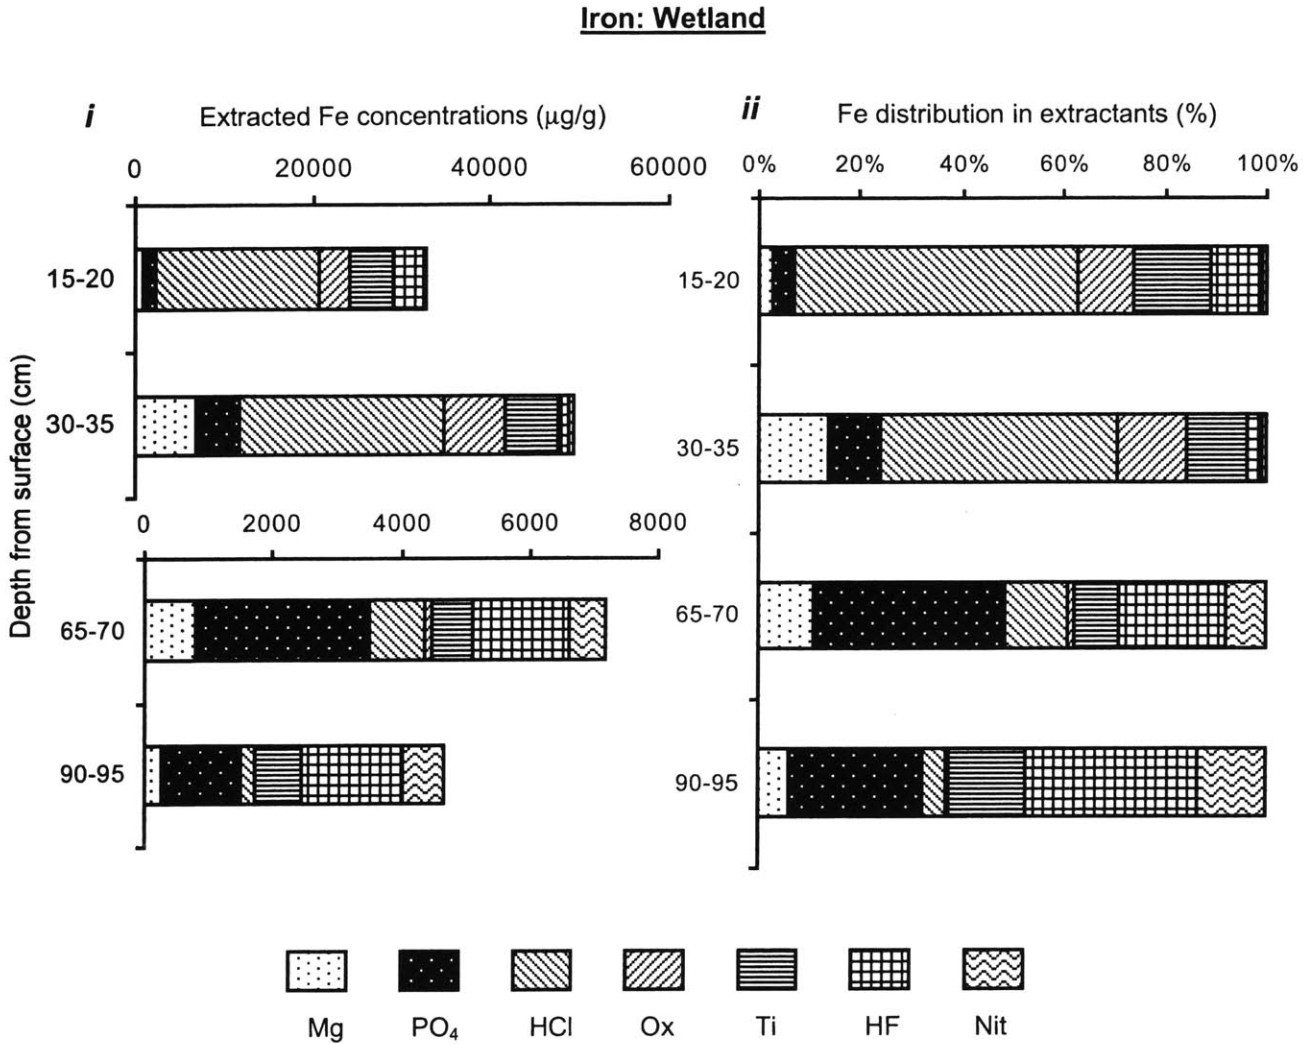 Iron: Wetland
i Extracted Fe concentrations (μg/g)
0 20000 40000 60000
15-20
30-35
0 2000 4000 6000 8000
65-70
90-95
Depth from surface (cm)
ii Fe distribution in extractants (%)
0% 20% 40% 60% 80% 100%
15-20
30-35
65-70
90-95
Mg PO₄ HCl Ox Ti HF Nit